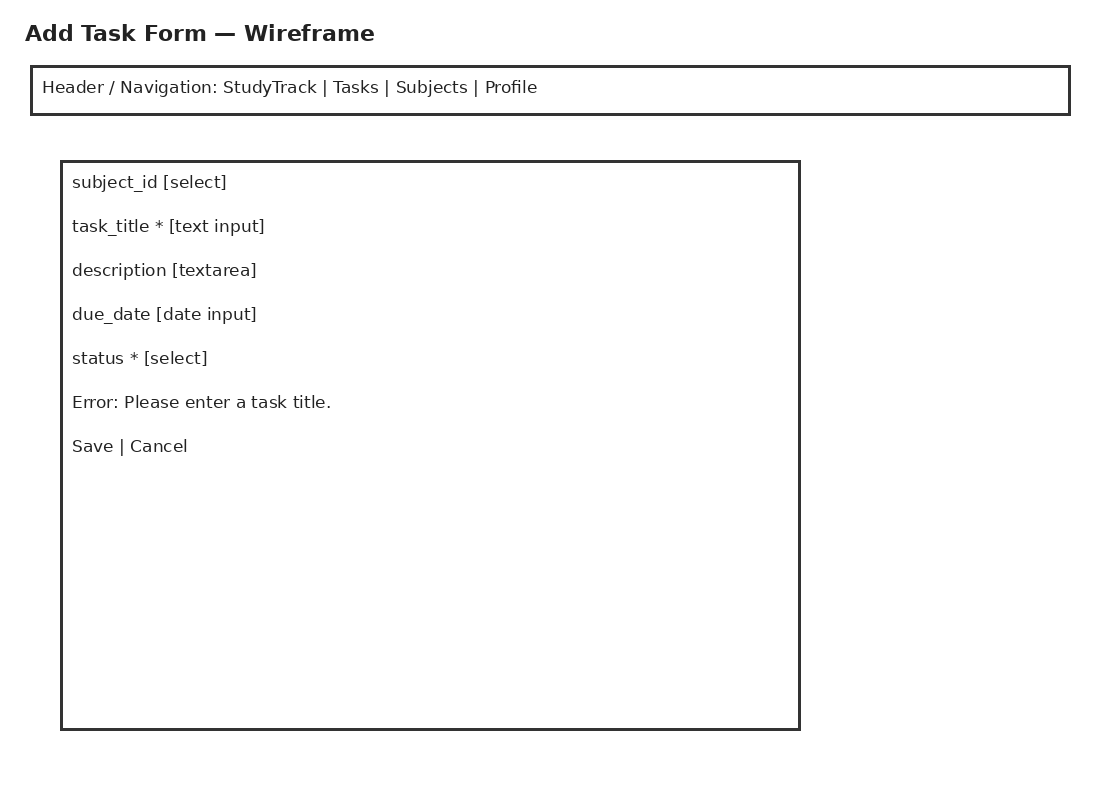 Add Task Form — Wireframe
Header / Navigation: StudyTrack | Tasks | Subjects | Profile
subject_id [select]
task_title * [text input]
description [textarea]
due_date [date input]
status * [select]
Error: Please enter a task title.
Save | Cancel